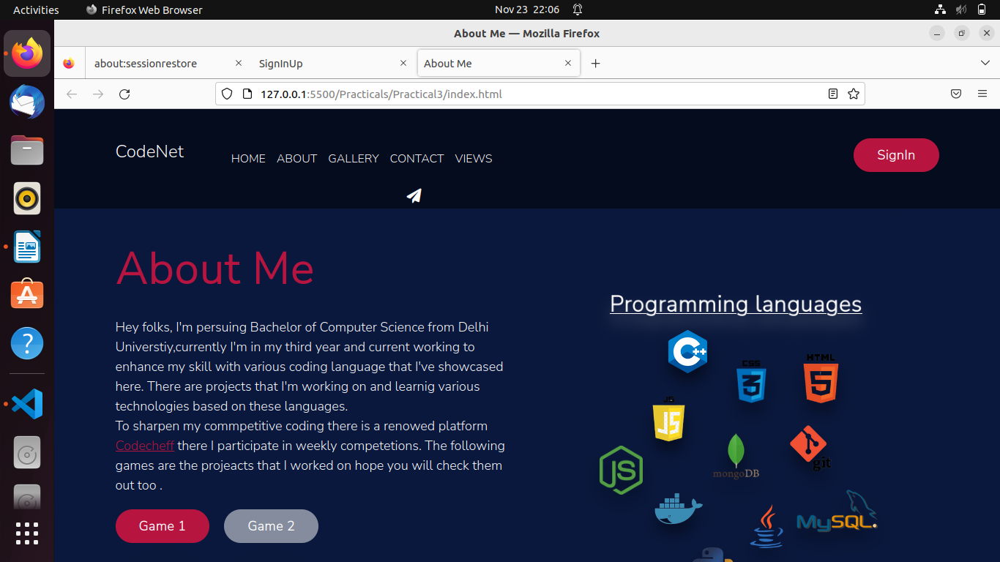 Activities
Firefox Web Browser
Nov 23 22:06
About Me — Mozilla Firefox
about:sessionrestore
SignInUp
About Me
127.0.0.1:5500/Practicals/Practical3/index.html
CodeNet
HOME ABOUT GALLERY CONTACT VIEWS
SignIn
About Me
Hey folks, I'm persuing Bachelor of Computer Science from Delhi
Universtiy,currently I'm in my third year and current working to
enhance my skill with various coding language that I've showcased
here. There are projects that I'm working on and learnig various
technologies based on these languages.
To sharpen my commpetitive coding there is a renowed platform
Codecheff there I participate in weekly competetions. The following
games are the projeacts that I worked on hope you will check them
out too .
Game 1
Game 2
Programming languages
C++
CSS
3
HTML
5
JS
JS
JS
mongoDB
git
MySQL.